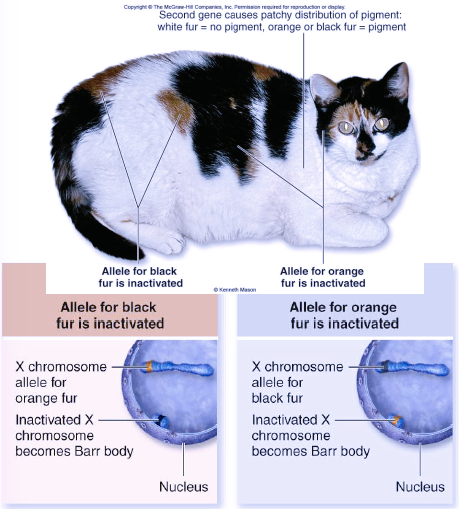 Copyright © The McGraw-Hill Companies, Inc. Permission required for reproduction or display.
Second gene causes patchy distribution of pigment:
white fur = no pigment, orange or black fur = pigment
Allele for black
fur is inactivated
Allele for orange
fur is inactivated
© Kenneth Mason
Allele for black
fur is inactivated
X chromosome
allele for
orange fur
Inactivated X
chromosome
becomes Barr body
Nucleus
Allele for orange
fur is inactivated
X chromosome
allele for
black fur
Inactivated X
chromosome
becomes Barr body
Nucleus